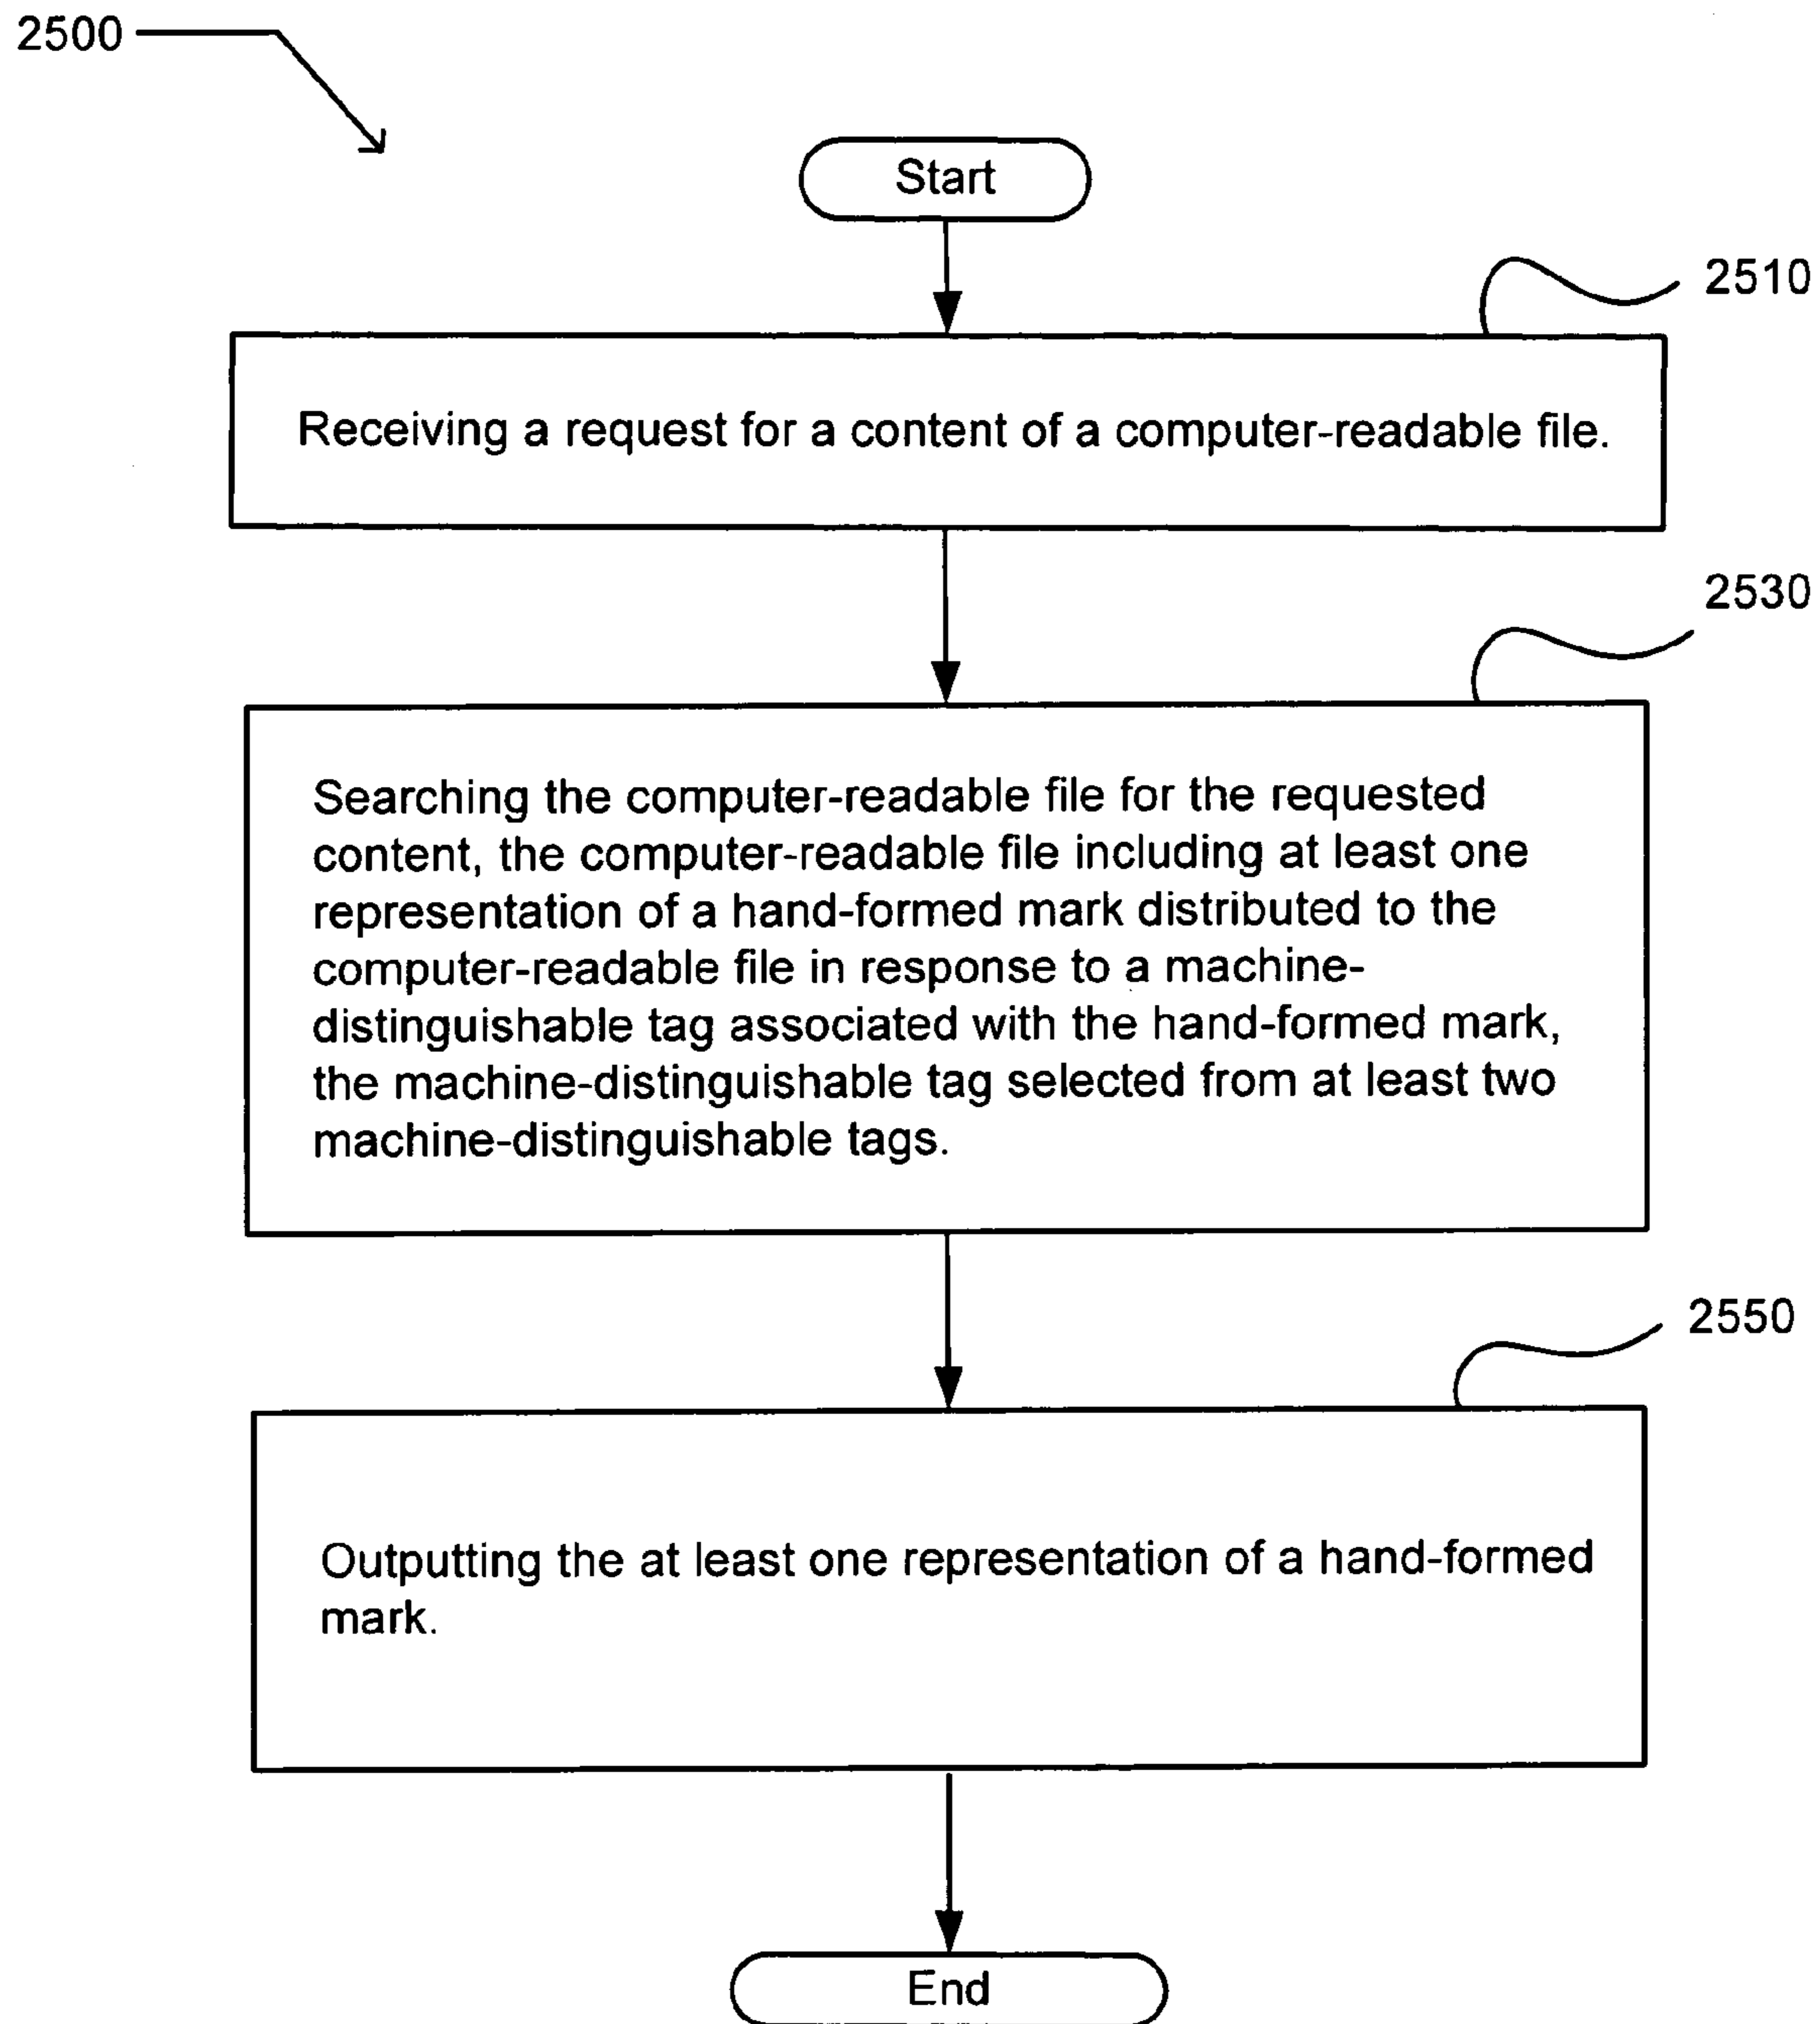 2500
Start
2510
Receiving a request for a content of a computer-readable file.
2530
Searching the computer-readable file for the requested
content, the computer-readable file including at least one
representation of a hand-formed mark distributed to the
computer-readable file in response to a machine-
distinguishable tag associated with the hand-formed mark,
the machine-distinguishable tag selected from at least two
machine-distinguishable tags.
2550
Outputting the at least one representation of a hand-formed
mark.
End